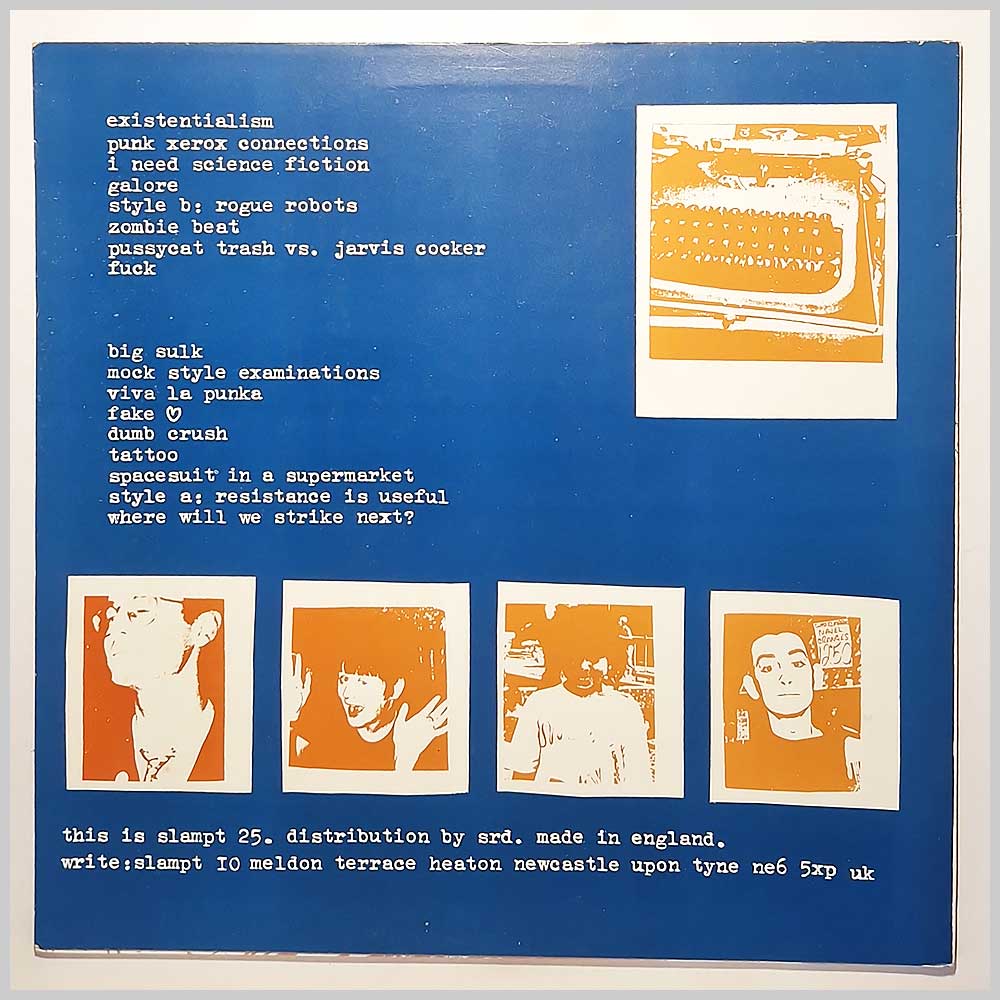 existentialism
punk xerox connections
i need science fiction
galore
style b: rogue robots
zombie beat
pussycat trash vs. jarvis cocker
fuck
big sulk
mock style examinations
viva la punka
fake ♡
dumb crush
tattoo
spacesuit in a supermarket
style a: resistance is useful
where will we strike next?
NAVEL
ORANGES
this is slampt 25. distribution by srd. made in england.
write:slampt 10 meldon terrace heaton newcastle upon tyne ne6 5xp uk